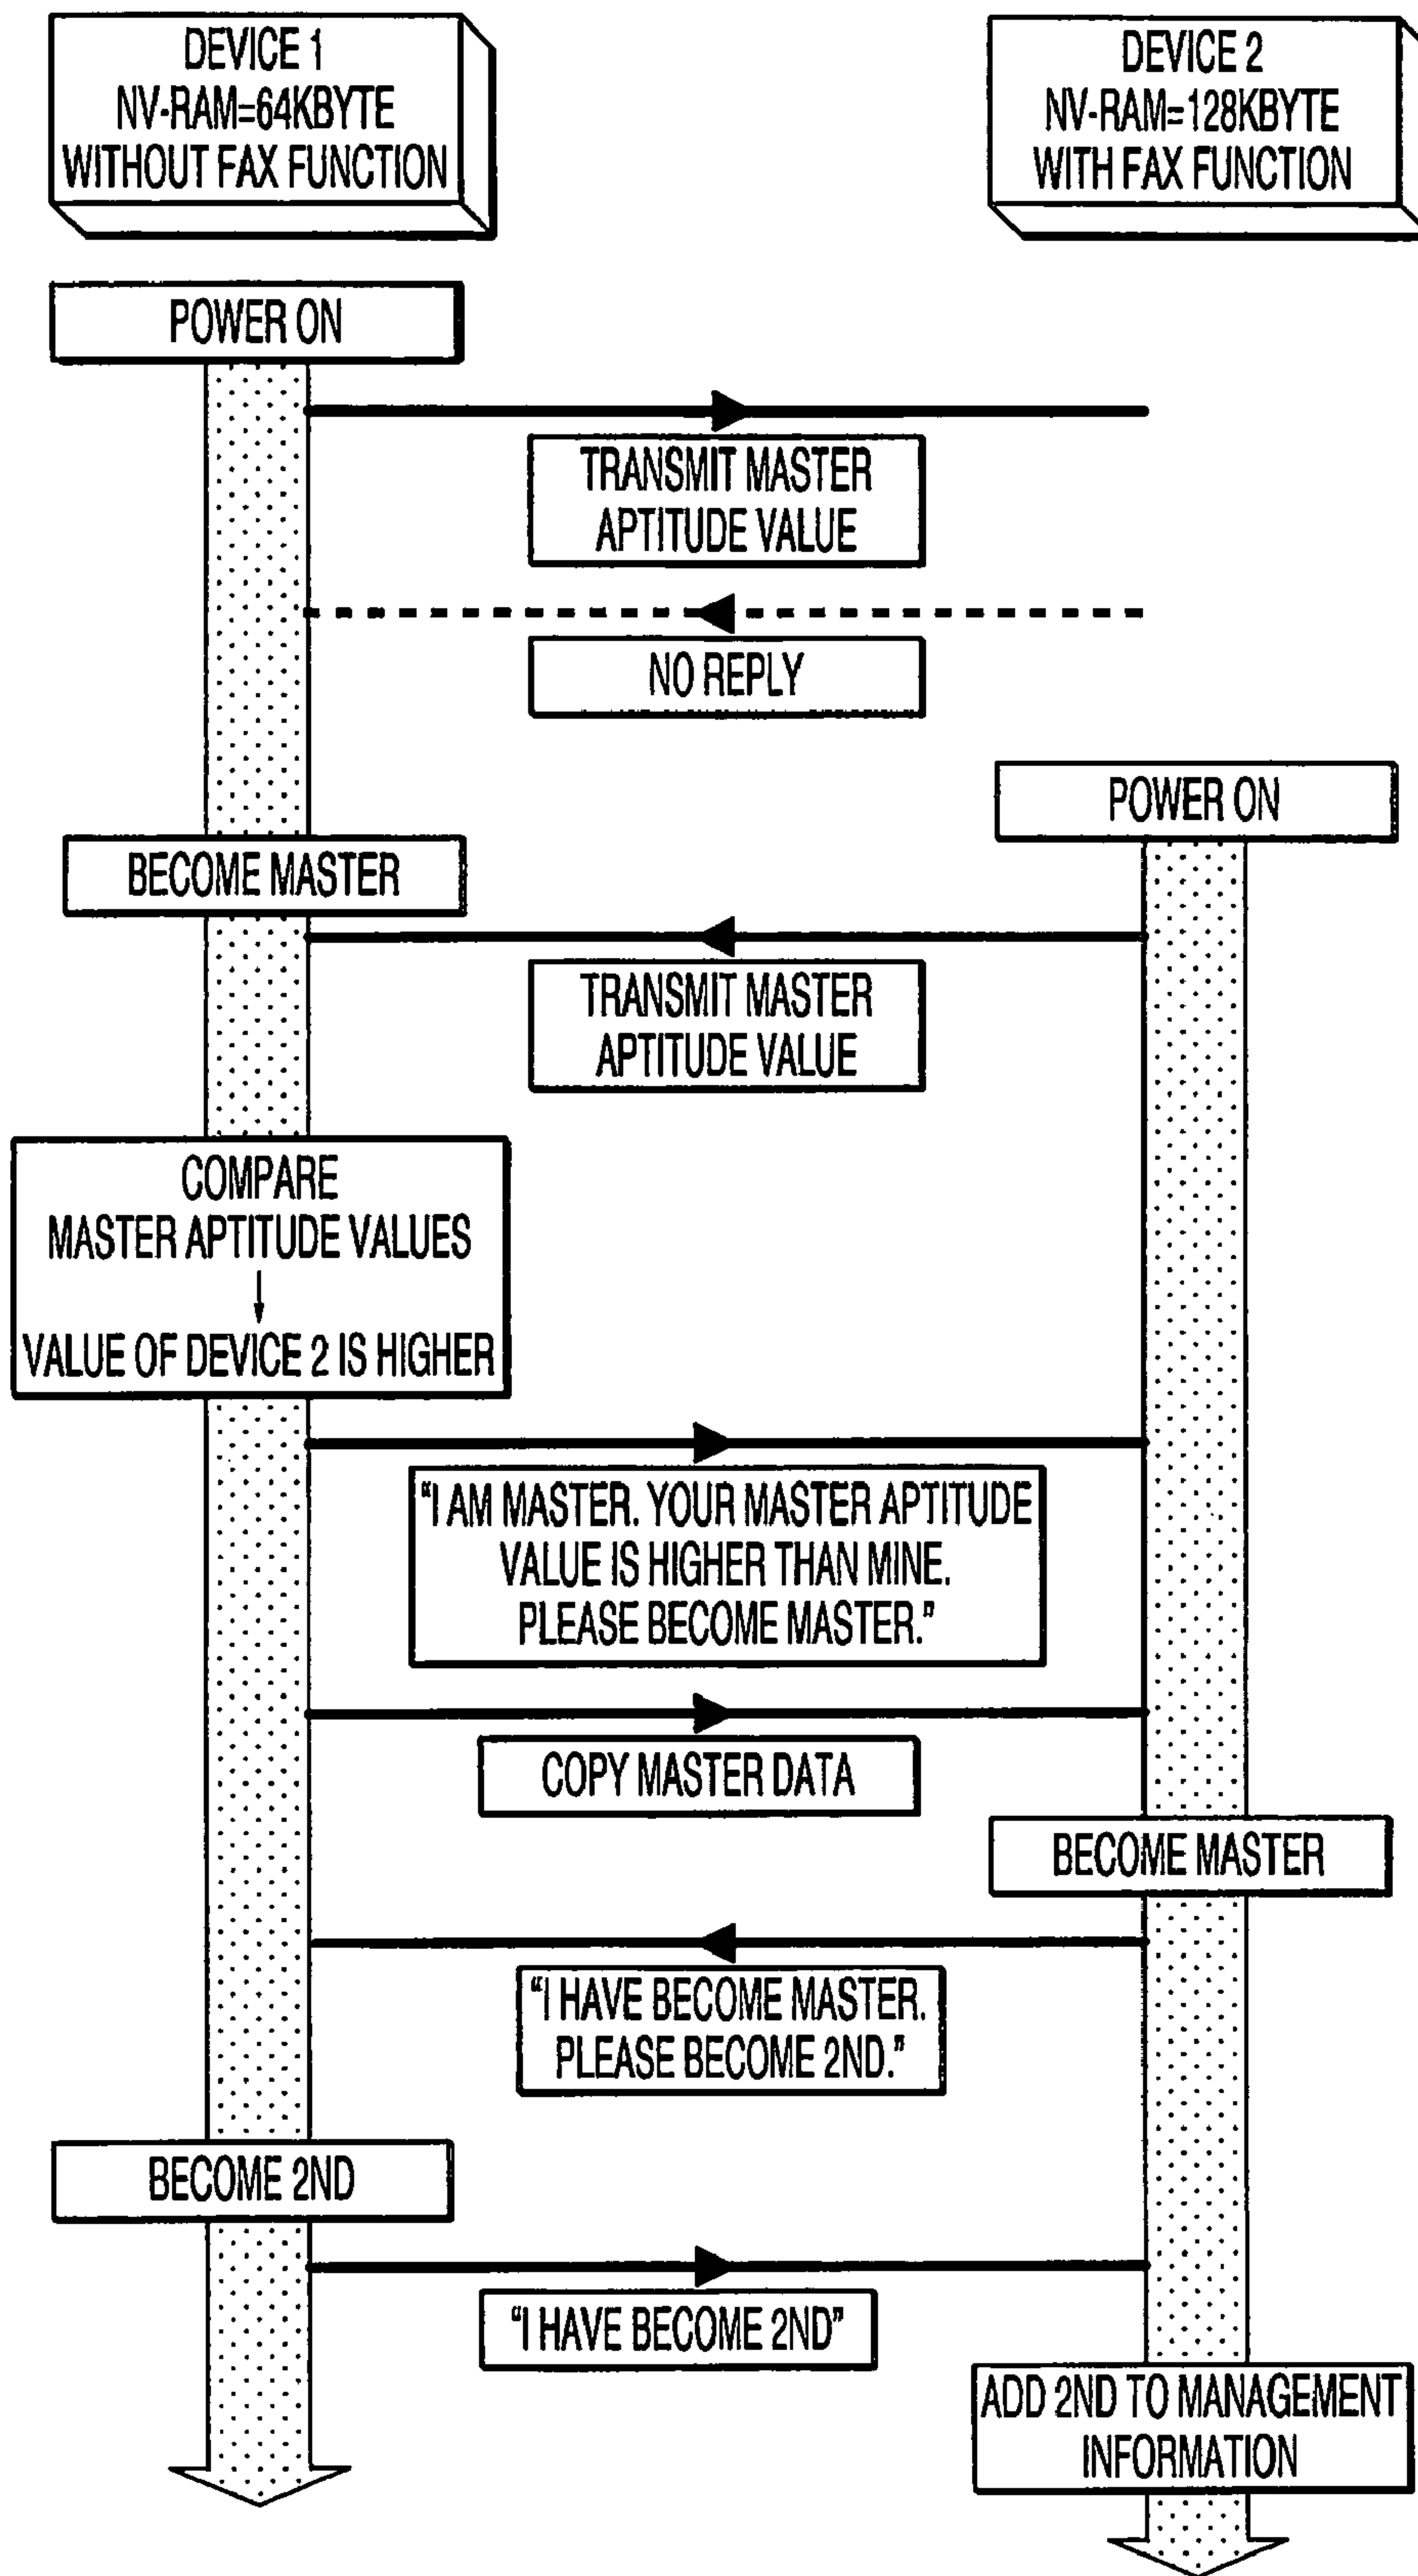 DEVICE 1
NV-RAM=64KBYTE
WITHOUT FAX FUNCTION
DEVICE 2
NV-RAM=128KBYTE
WITH FAX FUNCTION
POWER ON
TRANSMIT MASTER
APTITUDE VALUE
NO REPLY
POWER ON
BECOME MASTER
TRANSMIT MASTER
APTITUDE VALUE
COMPARE
MASTER APTITUDE VALUES
VALUE OF DEVICE 2 IS HIGHER
“I AM MASTER. YOUR MASTER APTITUDE
VALUE IS HIGHER THAN MINE.
PLEASE BECOME MASTER.”
COPY MASTER DATA
BECOME MASTER
“I HAVE BECOME MASTER.
PLEASE BECOME 2ND.”
BECOME 2ND
“I HAVE BECOME 2ND”
ADD 2ND TO MANAGEMENT
INFORMATION